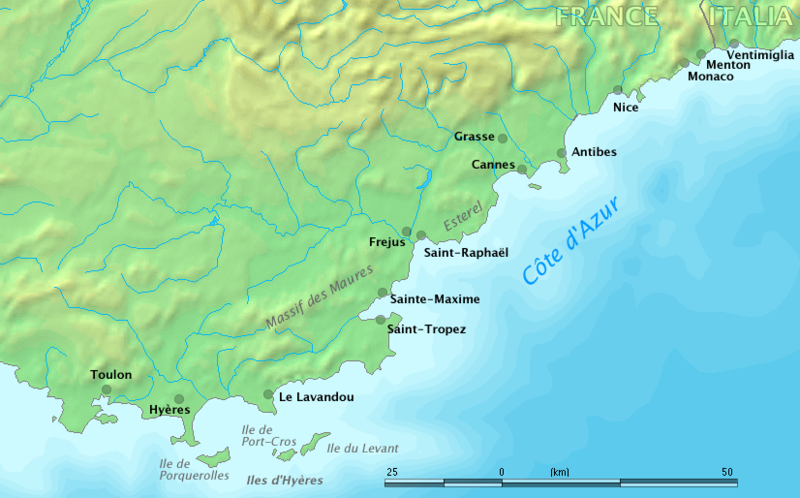 FRANCE
ITALIA
Ventimiglia
Menton
Monaco
Nice
Grasse
Antibes
Cannes
Côte d'Azur
Esterel
Frejus
Saint-Raphaël
Massif des Maures
Sainte-Maxime
Saint-Tropez
Toulon
Le Lavandou
Hyères
Ile de
Port-Cros
Ile du Levant
Ile de
Porquerolles
Iles d'Hyères
25 0 [km] 50